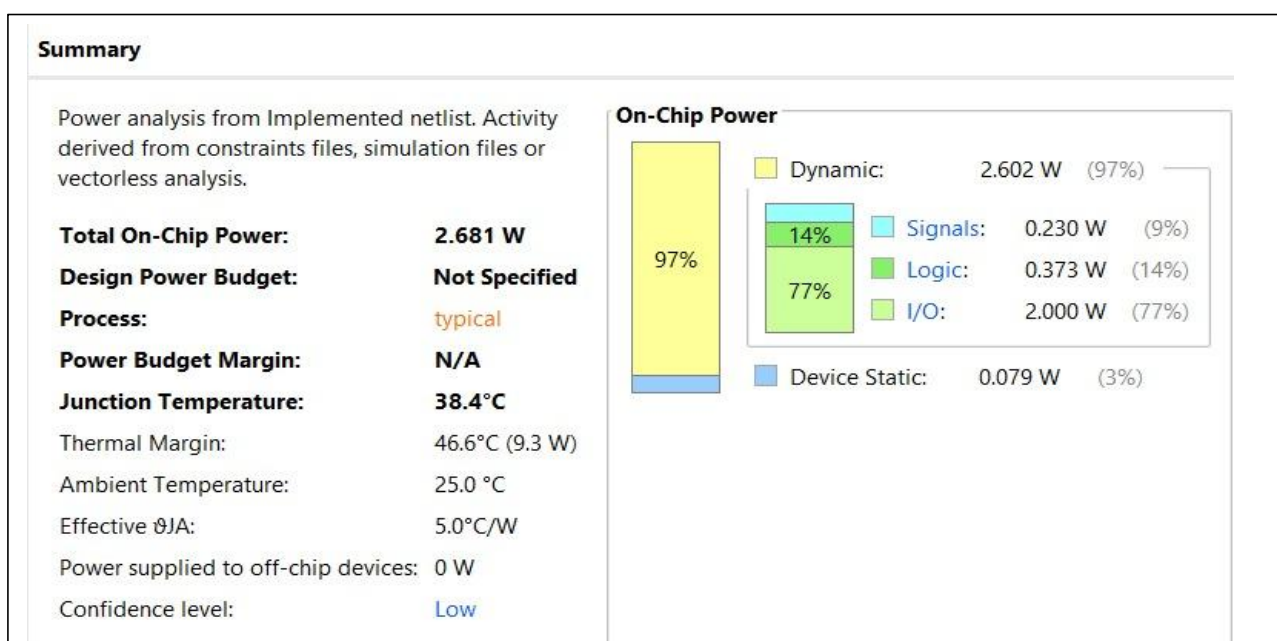 Summary
Power analysis from Implemented netlist. Activity
derived from constraints files, simulation files or
vectorless analysis.
Total On-Chip Power: 2.681 W
Design Power Budget: Not Specified
Process: typical
Power Budget Margin: N/A
Junction Temperature: 38.4°C
Thermal Margin: 46.6°C (9.3 W)
Ambient Temperature: 25.0 °C
Effective ϑJA: 5.0°C/W
Power supplied to off-chip devices: 0 W
Confidence level: Low
On-Chip Power
97%
Dynamic: 2.602 W (97%)
14%
77%
Signals: 0.230 W (9%)
Logic: 0.373 W (14%)
I/O: 2.000 W (77%)
Device Static: 0.079 W (3%)